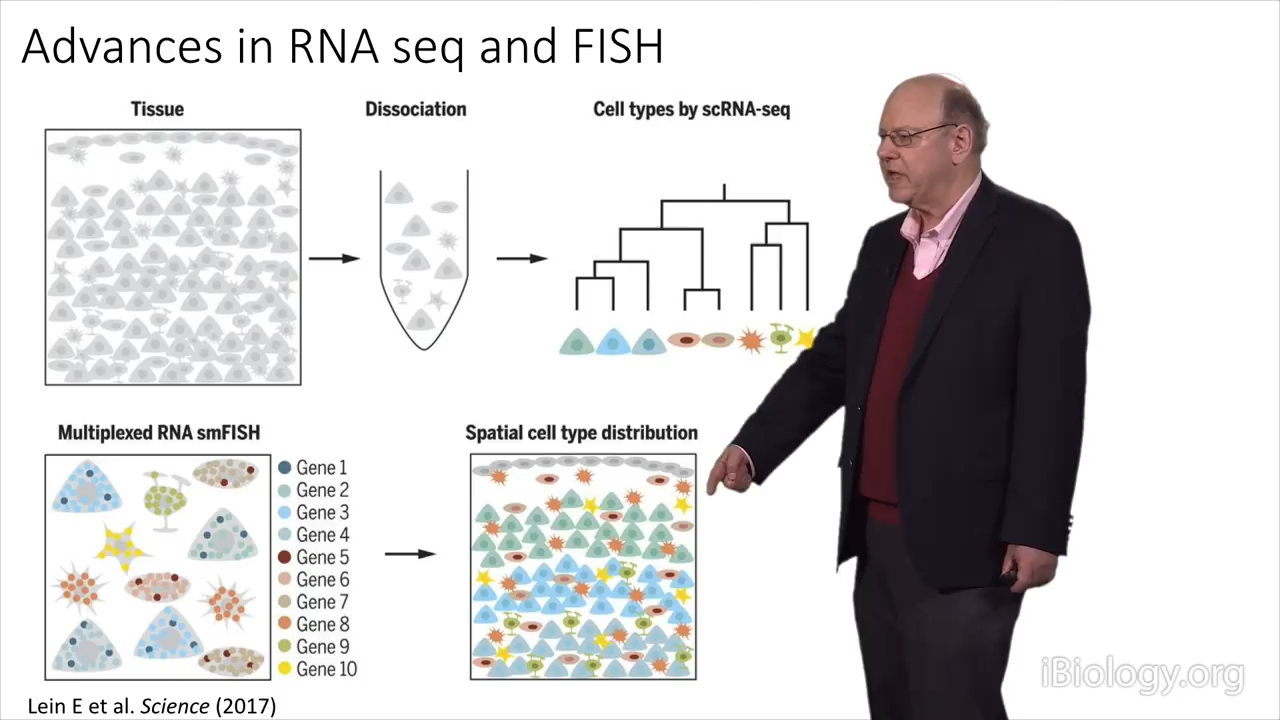 Advances in RNA seq and FISH
Tissue
Dissociation
Cell types by scRNA-seq
Multiplexed RNA smFISH
Gene 1
Gene 2
Gene 3
Gene 4
Gene 5
Gene 6
Gene 7
Gene 8
Gene 9
Gene 10
Spatial cell type distribution
Lein E et al. Science (2017)
iBiology.org